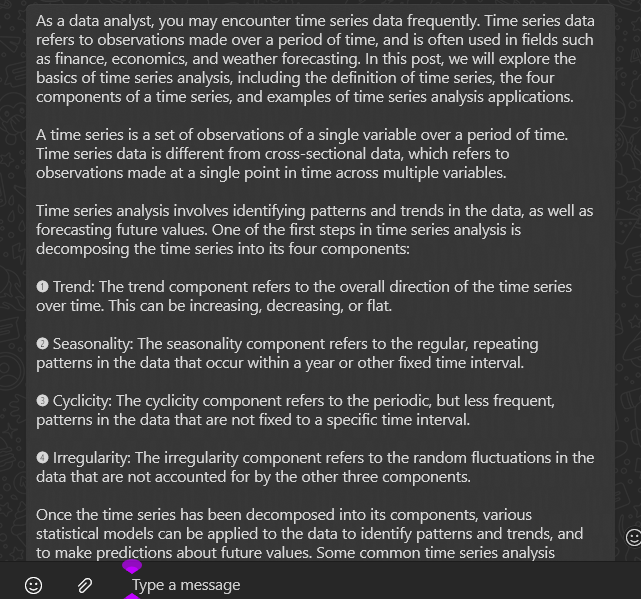 As a data analyst, you may encounter time series data frequently. Time series data
refers to observations made over a period of time, and is often used in fields such
as finance, economics, and weather forecasting. In this post, we will explore the
basics of time series analysis, including the definition of time series, the four
components of a time series, and examples of time series analysis applications.
A time series is a set of observations of a single variable over a period of time.
Time series data is different from cross-sectional data, which refers to
observations made at a single point in time across multiple variables.
Time series analysis involves identifying patterns and trends in the data, as well as
forecasting future values. One of the first steps in time series analysis is
decomposing the time series into its four components:
❶ Trend: The trend component refers to the overall direction of the time series
over time. This can be increasing, decreasing, or flat.
❷ Seasonality: The seasonality component refers to the regular, repeating
patterns in the data that occur within a year or other fixed time interval.
❸ Cyclicity: The cyclicity component refers to the periodic, but less frequent,
patterns in the data that are not fixed to a specific time interval.
❹ Irregularity: The irregularity component refers to the random fluctuations in the
data that are not accounted for by the other three components.
Once the time series has been decomposed into its components, various
statistical models can be applied to the data to identify patterns and trends, and
to make predictions about future values. Some common time series analysis
Type a message